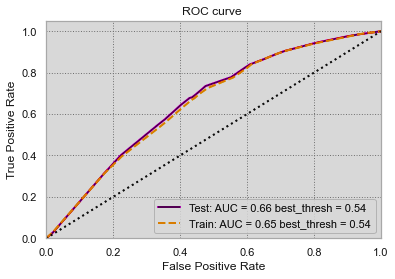 ROC curve
True Positive Rate
1.0
0.8
0.6
0.4
0.2
0.0
Test: AUC = 0.66 best_thresh = 0.54
Train: AUC = 0.65 best_thresh = 0.54
0.0 0.2 0.4 0.6 0.8 1.0
False Positive Rate